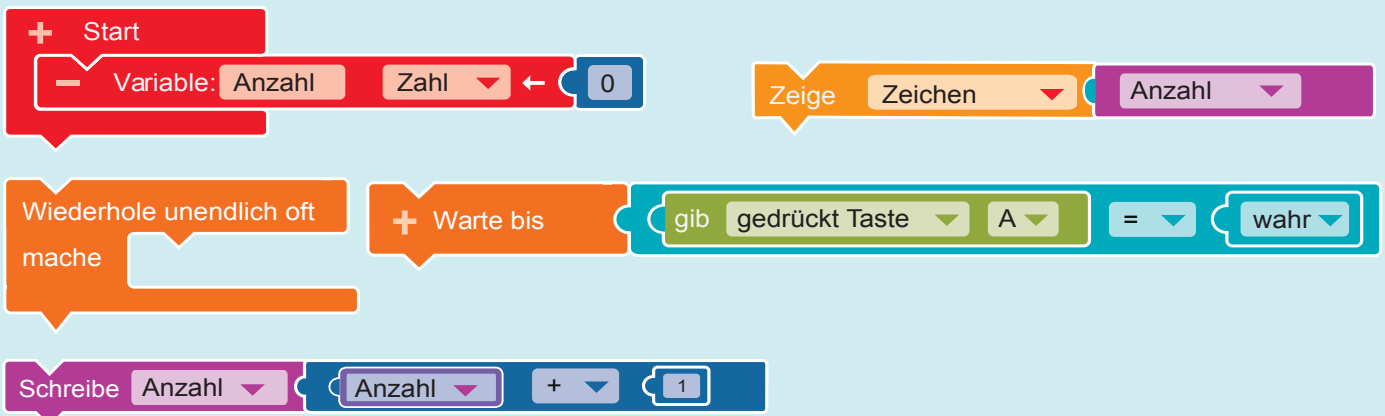 + Start
− Variable: Anzahl Zahl ← 0
Zeige Zeichen Anzahl
Wiederhole unendlich oft
mache
+ Warte bis gib gedrückt Taste A = wahr
Schreibe Anzahl Anzahl + 1